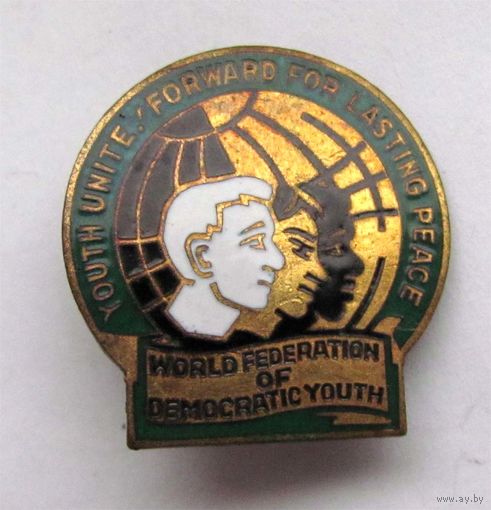 YOUTH UNITE! FORWARD FOR LASTING PEACE
WORLD FEDERATION
OF
DEMOCRATIC YOUTH
www.ay.by